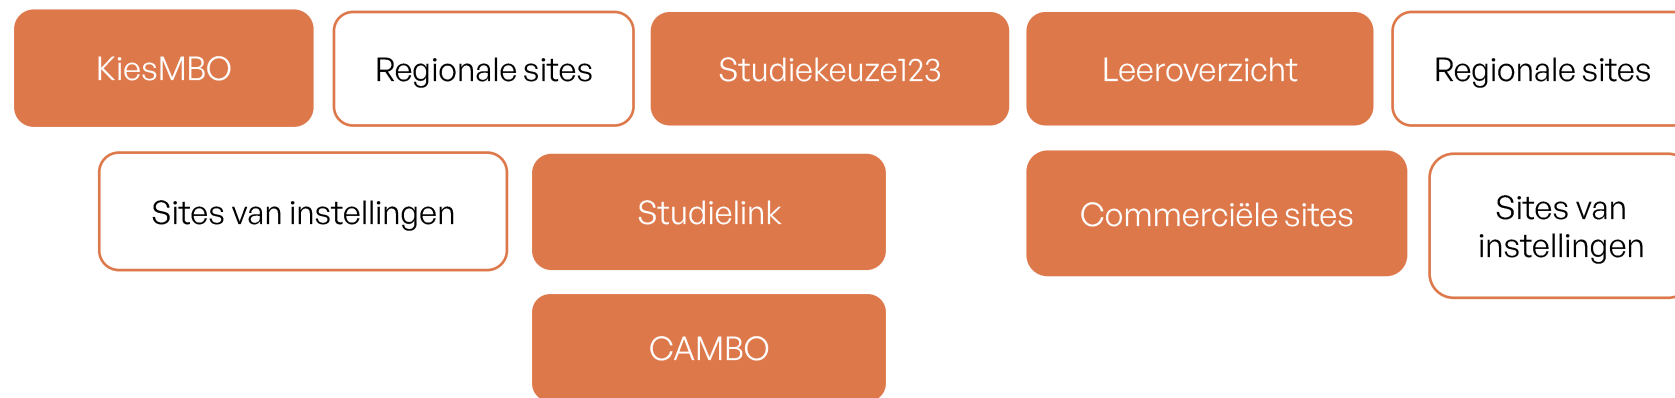 KiesMBO
Regionale sites
Studiekeuze123
Leeroverzicht
Regionale sites
Sites van instellingen
Studielink
Commerciële sites
Sites van
instellingen
CAMBO